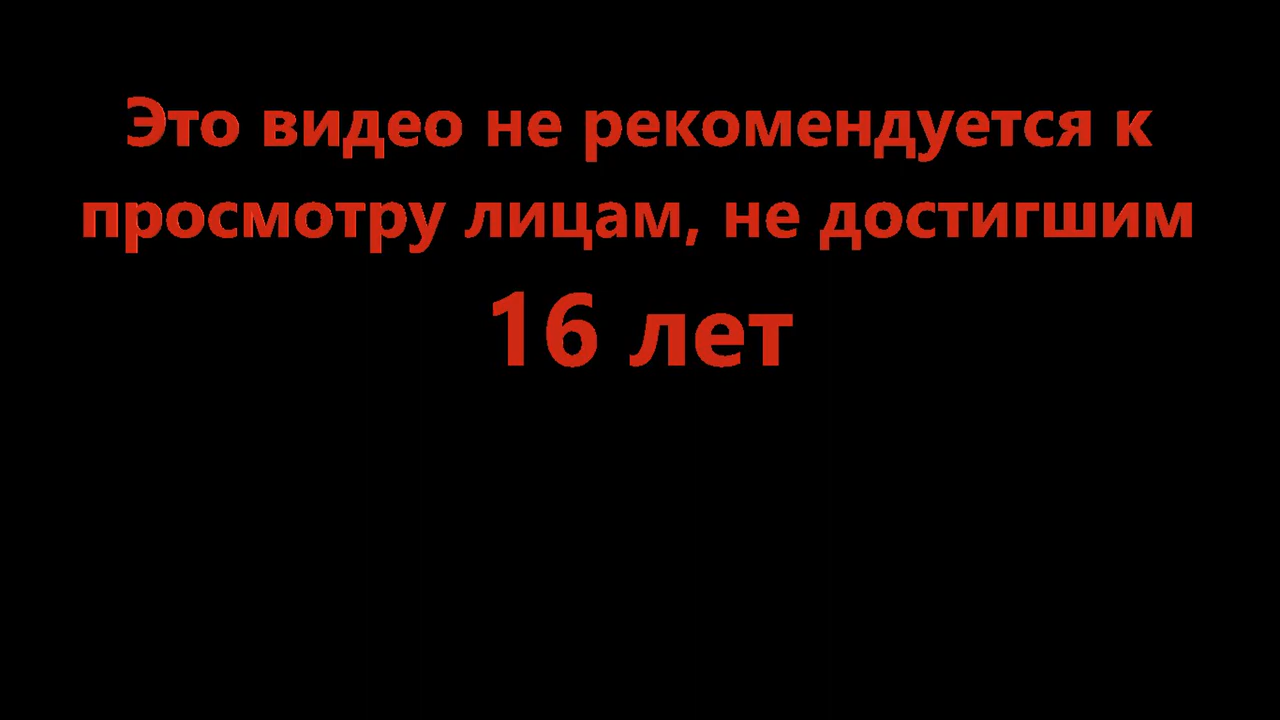 Это видео не рекомендуется к
просмотру лицам, не достигшим
16 лет